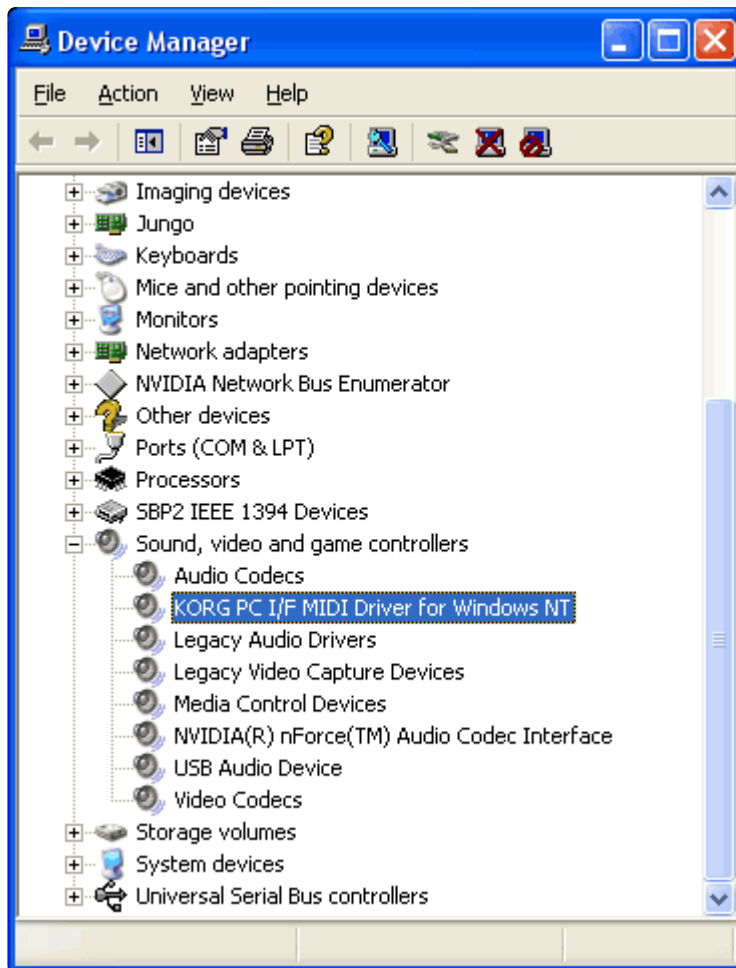 Device Manager
File Action View Help
Imaging devices
Jungo
Keyboards
Mice and other pointing devices
Monitors
Network adapters
NVIDIA Network Bus Enumerator
Other devices
Ports (COM & LPT)
Processors
SBP2 IEEE 1394 Devices
Sound, video and game controllers
Audio Codecs
KORG PC I/F MIDI Driver for Windows NT
Legacy Audio Drivers
Legacy Video Capture Devices
Media Control Devices
NVIDIA(R) nForce(TM) Audio Codec Interface
USB Audio Device
Video Codecs
Storage volumes
System devices
Universal Serial Bus controllers